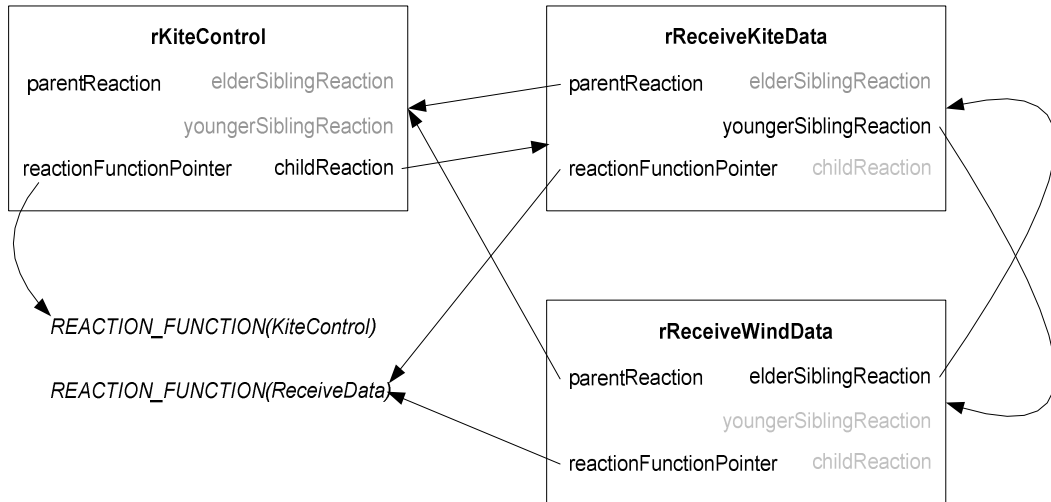 rKiteControl
parentReaction elderSiblingReaction
youngerSiblingReaction
reactionFunctionPointer childReaction
rReceiveKiteData
parentReaction elderSiblingReaction
youngerSiblingReaction
reactionFunctionPointer childReaction
REACTION_FUNCTION(KiteControl)
REACTION_FUNCTION(ReceiveData)
rReceiveWindData
parentReaction elderSiblingReaction
youngerSiblingReaction
reactionFunctionPointer childReaction